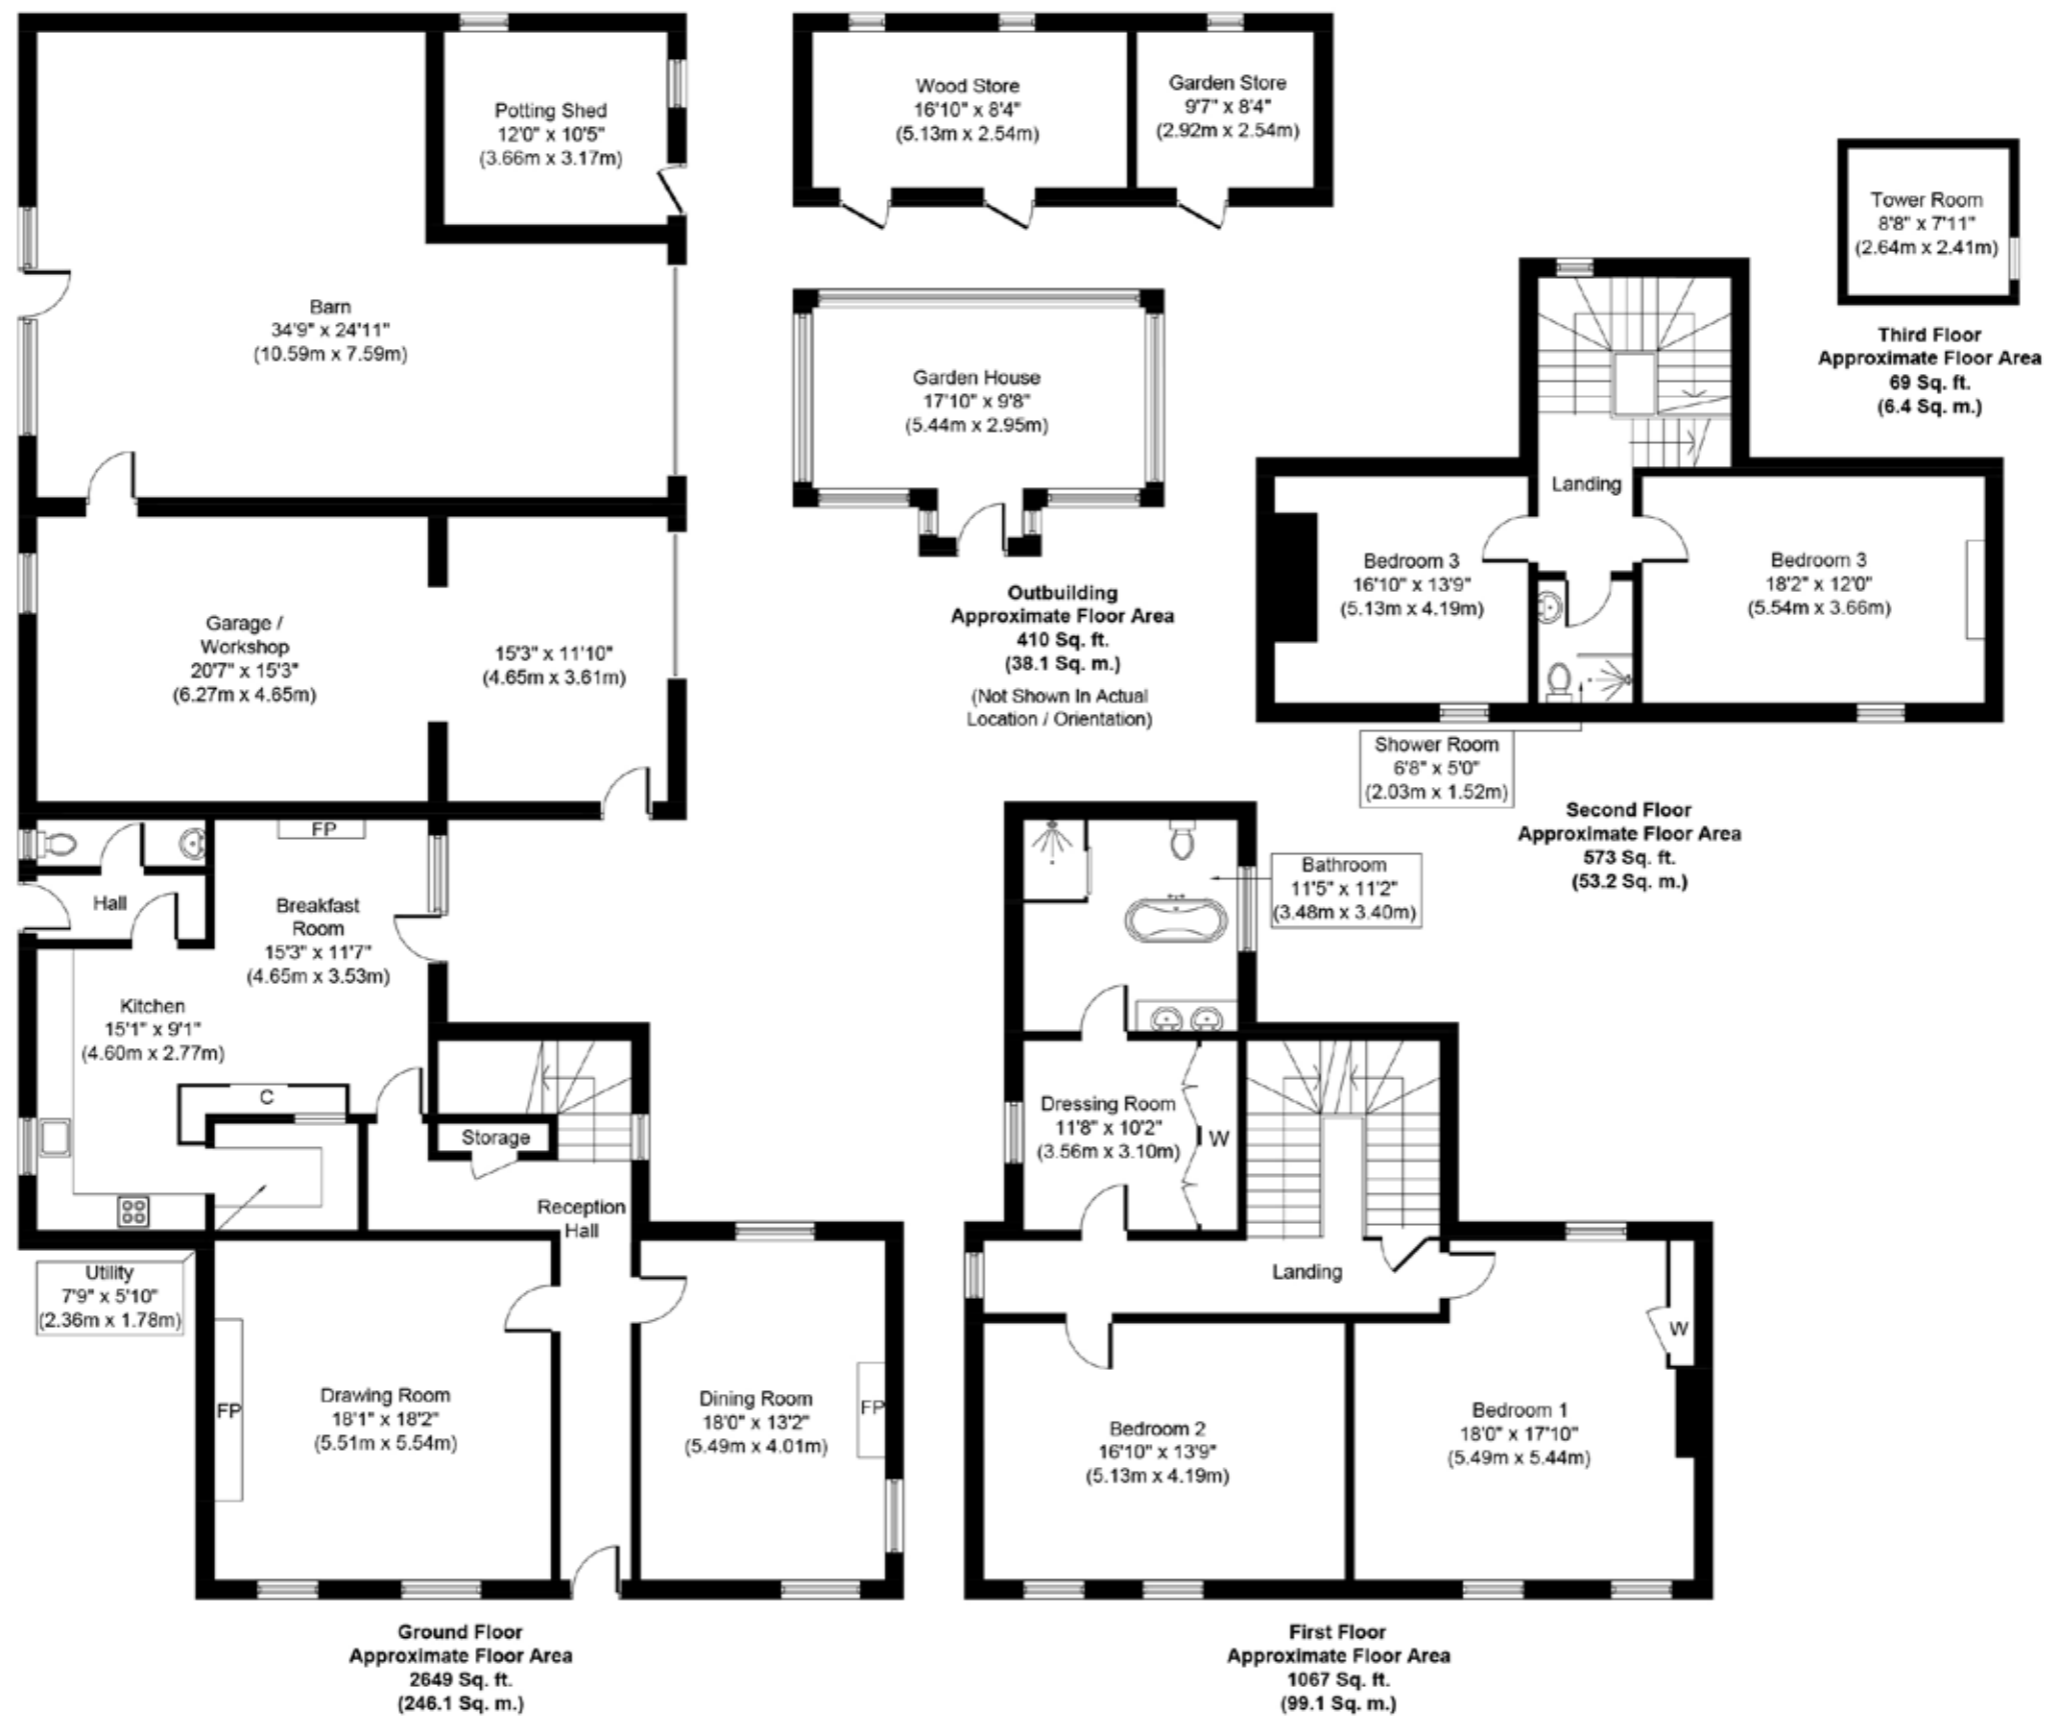 Potting Shed
12'0" x 10'5"
(3.66m x 3.17m)
Barn
34'9" x 24'11"
(10.59m x 7.59m)
Garage /
Workshop
20'7" x 15'3"
(6.27m x 4.65m)
15'3" x 11'10"
(4.65m x 3.61m)
FP
Hall
Breakfast
Room
15'3" x 11'7"
(4.65m x 3.53m)
Kitchen
15'1" x 9'1"
(4.60m x 2.77m)
C
Storage
Reception
Hall
Utility
7'9" x 5'10"
(2.36m x 1.78m)
FP
Drawing Room
18'1" x 18'2"
(5.51m x 5.54m)
Dining Room
18'0" x 13'2"
(5.49m x 4.01m)
FP
Ground Floor
Approximate Floor Area
2649 Sq. ft.
(246.1 Sq. m.)
Wood Store
16'10" x 8'4"
(5.13m x 2.54m)
Garden Store
9'7" x 8'4"
(2.92m x 2.54m)
Garden House
17'10" x 9'8"
(5.44m x 2.95m)
Outbuilding
Approximate Floor Area
410 Sq. ft.
(38.1 Sq. m.)
(Not Shown In Actual
Location / Orientation)
Tower Room
8'8" x 7'11"
(2.64m x 2.41m)
Third Floor
Approximate Floor Area
69 Sq. ft.
(6.4 Sq. m.)
Landing
Bedroom 3
16'10" x 13'9"
(5.13m x 4.19m)
Bedroom 3
18'2" x 12'0"
(5.54m x 3.66m)
Shower Room
6'8" x 5'0"
(2.03m x 1.52m)
Second Floor
Approximate Floor Area
573 Sq. ft.
(53.2 Sq. m.)
Bathroom
11'5" x 11'2"
(3.48m x 3.40m)
Dressing Room
11'8" x 10'2"
(3.56m x 3.10m)
W
Landing
W
Bedroom 2
16'10" x 13'9"
(5.13m x 4.19m)
Bedroom 1
18'0" x 17'10"
(5.49m x 5.44m)
First Floor
Approximate Floor Area
1067 Sq. ft.
(99.1 Sq. m.)